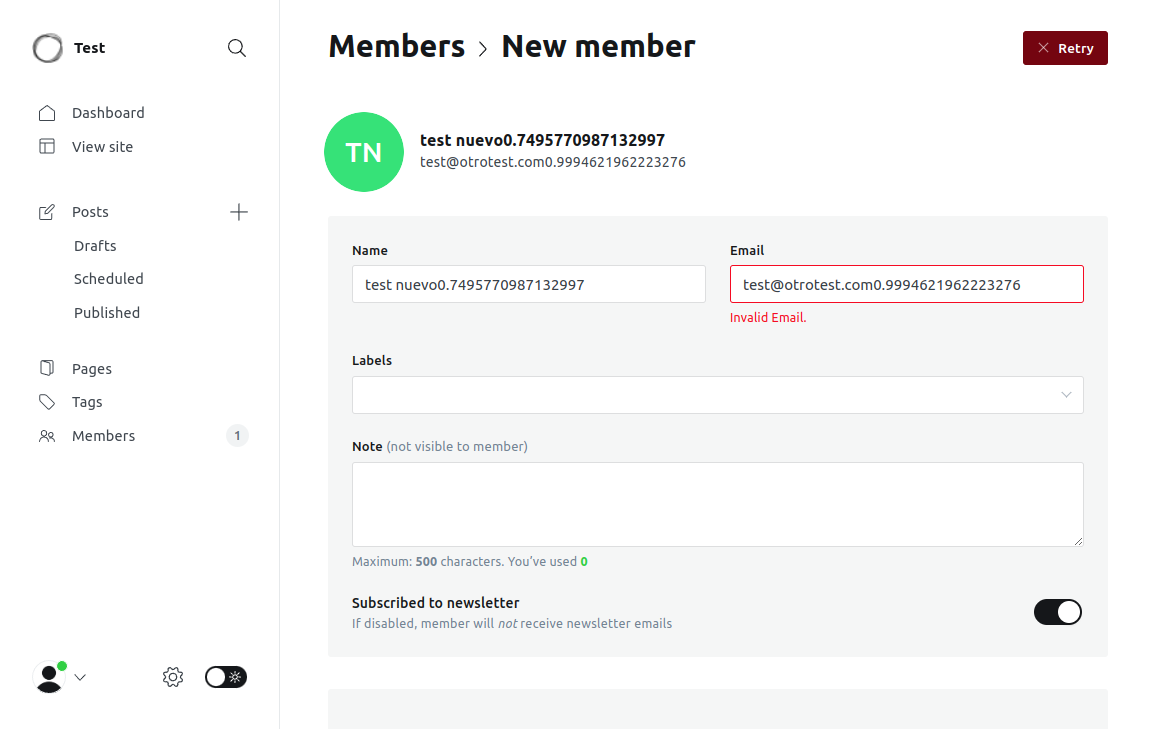 Test
Dashboard
View site
Posts
Drafts
Scheduled
Published
Pages
Tags
Members 1
Members > New member
Retry
TN
test nuevo0.7495770987132997
test@otrotest.com0.9994621962223276
Name
test nuevo0.7495770987132997
Email
test@otrotest.com0.9994621962223276
Invalid Email.
Labels
Note (not visible to member)
Maximum: 500 characters. You’ve used 0
Subscribed to newsletter
If disabled, member will not receive newsletter emails